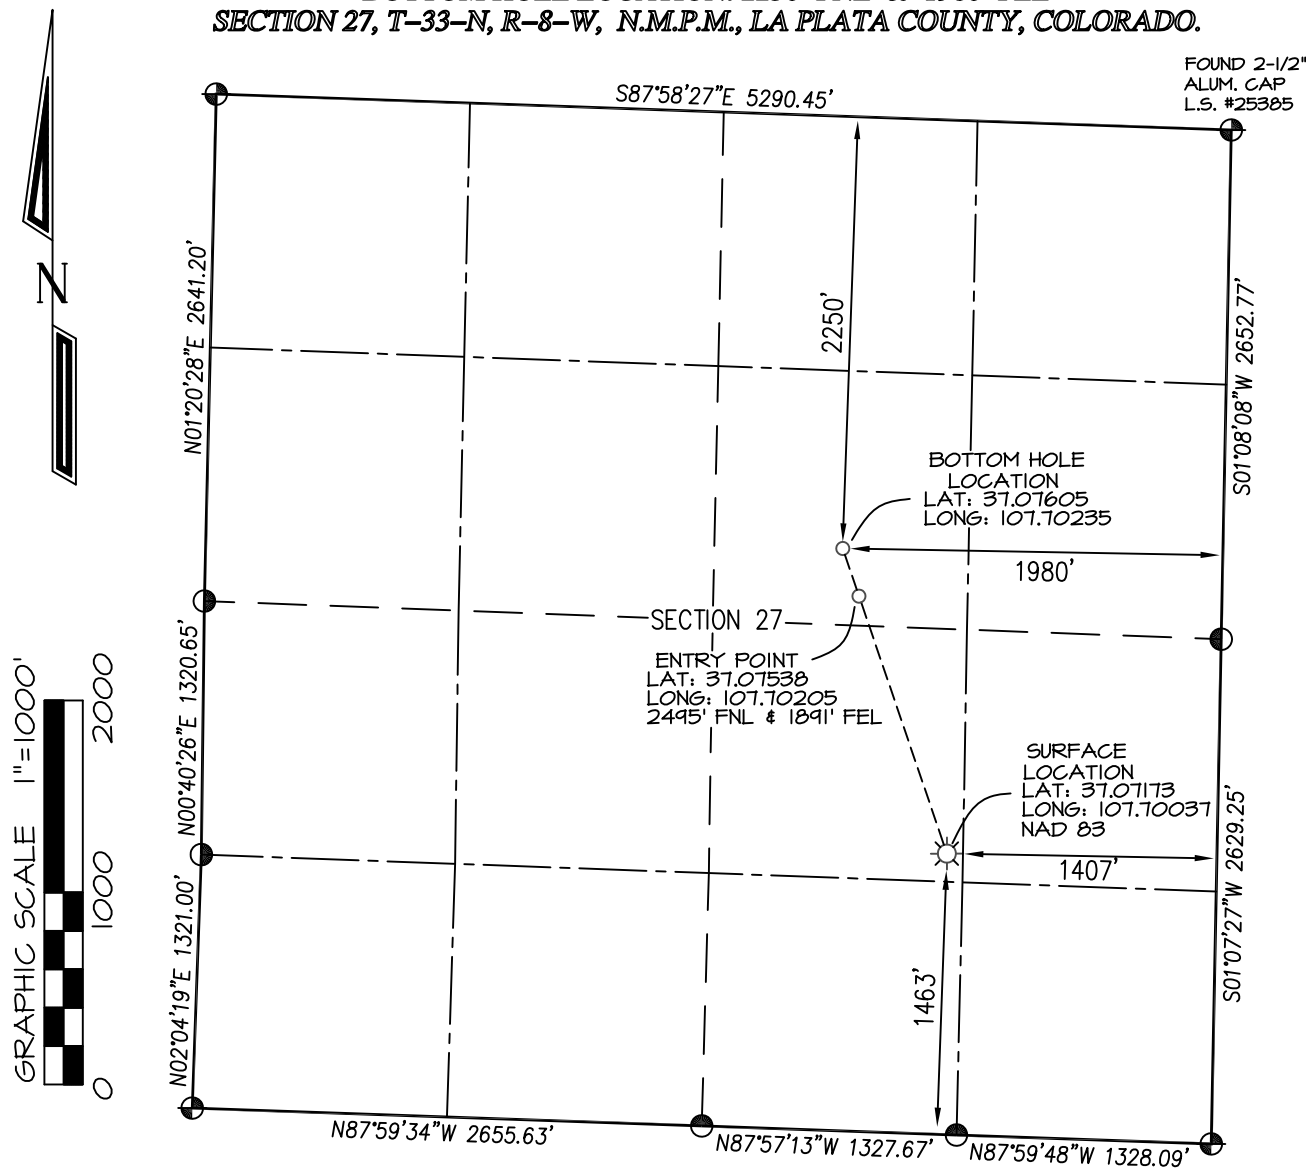 SECTION 27, T-33-N, R-8-W, N.M.P.M., LA PLATA COUNTY, COLORADO.
FOUND 2-1/2"
ALUM. CAP
L.S. #25385
S87°58'27"E 5290.45'
N
N01°20'28"E 2641.20'
2250'
S01°08'08"W 2652.77'
BOTTOM HOLE
LOCATION
LAT: 37.07605
LONG: 107.70235
1980'
SECTION 27
ENTRY POINT
LAT: 37.07538
LONG: 107.70205
2495' FNL & 1891' FEL
N00°40'26"E 1320.65'
SURFACE
LOCATION
LAT: 37.07173
LONG: 107.70037
NAD 83
1407'
1463'
S01°07'27"W 2629.25'
GRAPHIC SCALE 1"=1000'
2000
1000
0
N02°04'19"E 1321.00'
N87°59'34"W 2655.63'
N87°57'13"W 1327.67'
N87°59'48"W 1328.09'